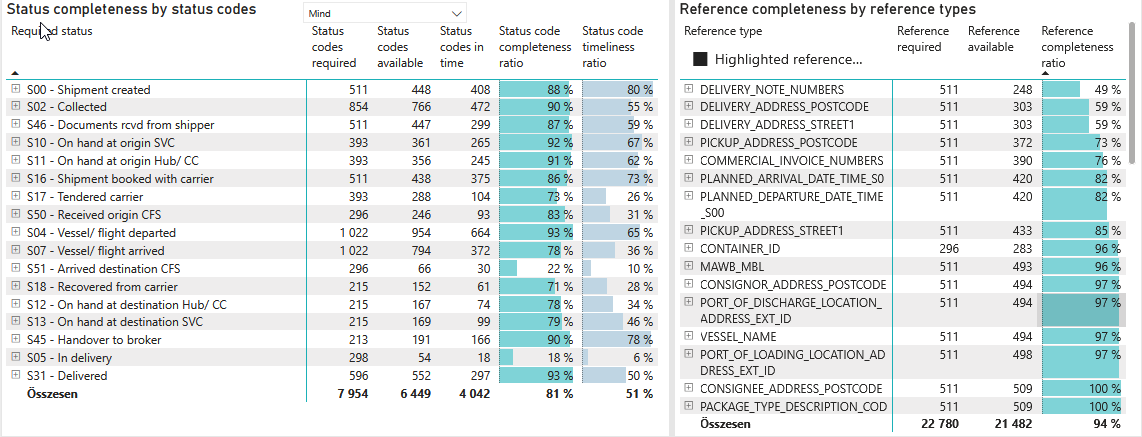 Status completeness by status codes
Mind
Required status
Status codes required
Status codes available
Status codes in time
Status code completeness ratio
Status code timeliness ratio
S00 - Shipment created 511 448 408 88 % 80 %
S02 - Collected 854 766 472 90 % 55 %
S46 - Documents rcvd from shipper 511 447 299 87 % 59 %
S10 - On hand at origin SVC 393 361 265 92 % 67 %
S11 - On hand at origin Hub/ CC 393 356 245 91 % 62 %
S16 - Shipment booked with carrier 511 438 375 86 % 73 %
S17 - Tendered carrier 393 288 104 73 % 26 %
S50 - Received origin CFS 296 246 93 83 % 31 %
S04 - Vessel/ flight departed 1 022 954 664 93 % 65 %
S07 - Vessel/ flight arrived 1 022 794 372 78 % 36 %
S51 - Arrived destination CFS 296 66 30 22 % 10 %
S18 - Recovered from carrier 215 152 61 71 % 28 %
S12 - On hand at destination Hub/ CC 215 167 74 78 % 34 %
S13 - On hand at destination SVC 215 169 99 79 % 46 %
S45 - Handover to broker 213 191 166 90 % 78 %
S05 - In delivery 298 54 18 18 % 6 %
S31 - Delivered 596 552 297 93 % 50 %
Összesen 7 954 6 449 4 042 81 % 51 %
Reference completeness by reference types
Reference type
Reference required
Reference available
Reference completeness ratio
Highlighted reference...
DELIVERY_NOTE_NUMBERS 511 248 49 %
DELIVERY_ADDRESS_POSTCODE 511 303 59 %
DELIVERY_ADDRESS_STREET1 511 303 59 %
PICKUP_ADDRESS_POSTCODE 511 372 73 %
COMMERCIAL_INVOICE_NUMBERS 511 390 76 %
PLANNED_ARRIVAL_DATE_TIME_S0 511 420 82 %
PLANNED_DEPARTURE_DATE_TIME 511 420 82 %
_S00
PICKUP_ADDRESS_STREET1 511 433 85 %
CONTAINER_ID 296 283 96 %
MAWB_MBL 511 493 96 %
CONSIGNOR_ADDRESS_POSTCODE 511 494 97 %
PORT_OF_DISCHARGE_LOCATION_ 511 494 97 %
ADDRESS_EXT_ID
VESSEL_NAME 511 494 97 %
PORT_OF_LOADING_LOCATION_AD 511 498 97 %
DRESS_EXT_ID
CONSIGNEE_ADDRESS_POSTCODE 511 509 100 %
PACKAGE_TYPE_DESCRIPTION_COD 511 509 100 %
Összesen 22 780 21 482 94 %